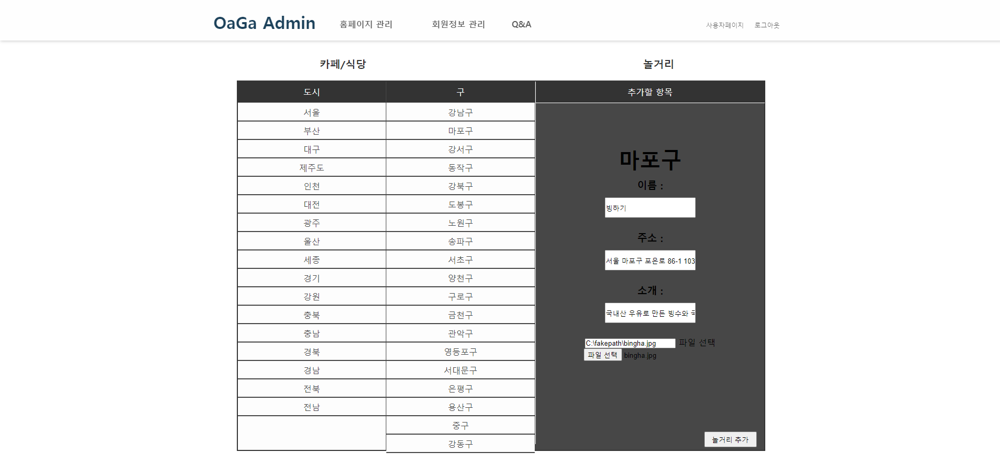 OaGa Admin 홈페이지 관리 회원정보 관리 Q&A 사용자페이지 로그아웃
카페/식당 놀거리
도시 구 추가할 항목
서울 강남구
부산 마포구
대구 강서구
제주도 동작구
인천 강북구
대전 도봉구
광주 노원구
울산 송파구
세종 서초구
경기 양천구
강원 구로구
충북 금천구
충남 관악구
경북 영등포구
경남 서대문구
전북 은평구
전남 용산구
중구
강동구
마포구
이름 :
빙하기
주소 :
서울 마포구 포은로 86-1 103
소개 :
국내산 우유로 만든 빙수와
C:\fakepath\bingha.jpg 파일 선택
파일 선택 bingha.jpg
놀거리 추가